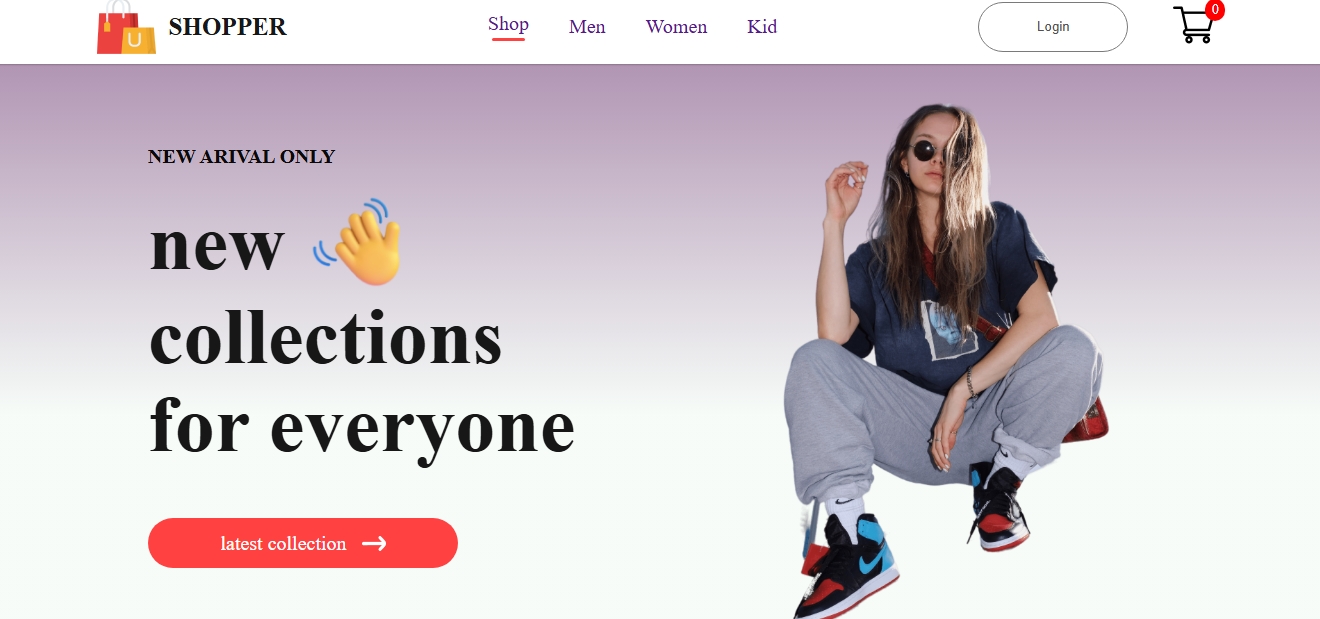 SHOPPER
Shop Men Women Kid
Login
0
U
NEW ARIVAL ONLY
new
collections
for everyone
latest collection